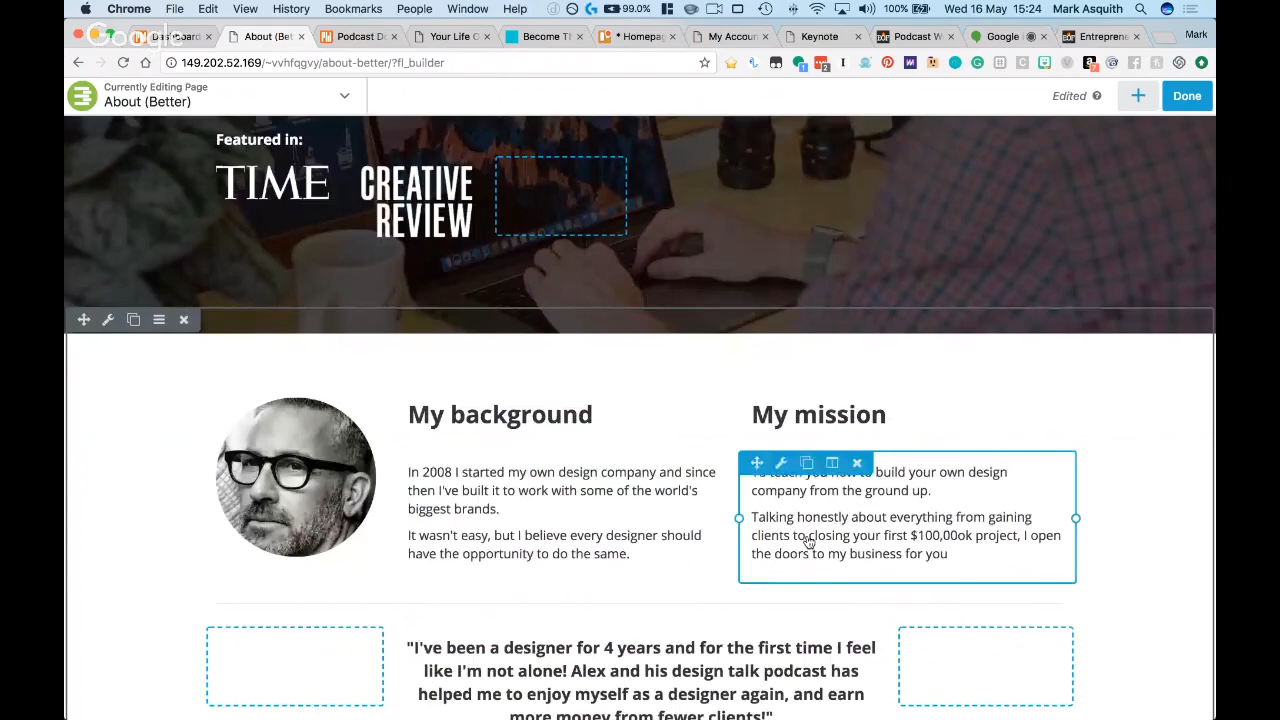 Chrome File Edit View History Bookmarks People Window Help 99.0% 100% Wed 16 May 15:24 Mark Asquith
Google
Dashboard About (Bet Podcast Do Your Life C Become Th * Homepag My Accoun Keynote Podcast W Google Entreprene Mark
149.202.52.169/~vvhfqgvy/about-better/?fl_builder
Currently Editing Page
About (Better)
Edited
Done
Featured in:
TIME
CREATIVE
REVIEW
My background
My mission
In 2008 I started my own design company and since
then I've built it to work with some of the world's
biggest brands.
It wasn't easy, but I believe every designer should
have the opportunity to do the same.
To teach you how to build your own design
company from the ground up.
Talking honestly about everything from gaining
clients to closing your first $100,00ok project, I open
the doors to my business for you
"I've been a designer for 4 years and for the first time I feel
like I'm not alone! Alex and his design talk podcast has
helped me to enjoy myself as a designer again, and earn
more money from fewer clients!"